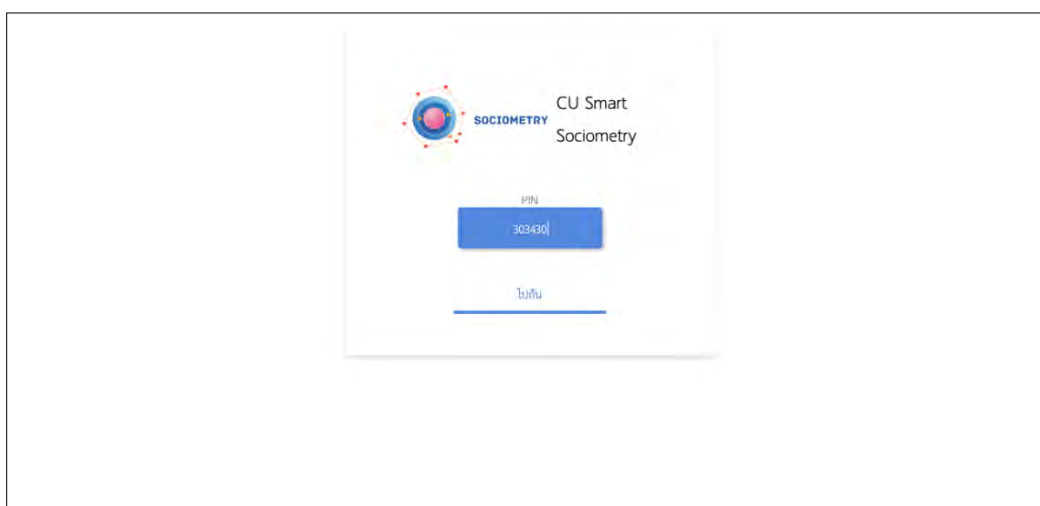 SOCIOMETRY
CU Smart
Sociometry
PIN
303430
ไปกัน